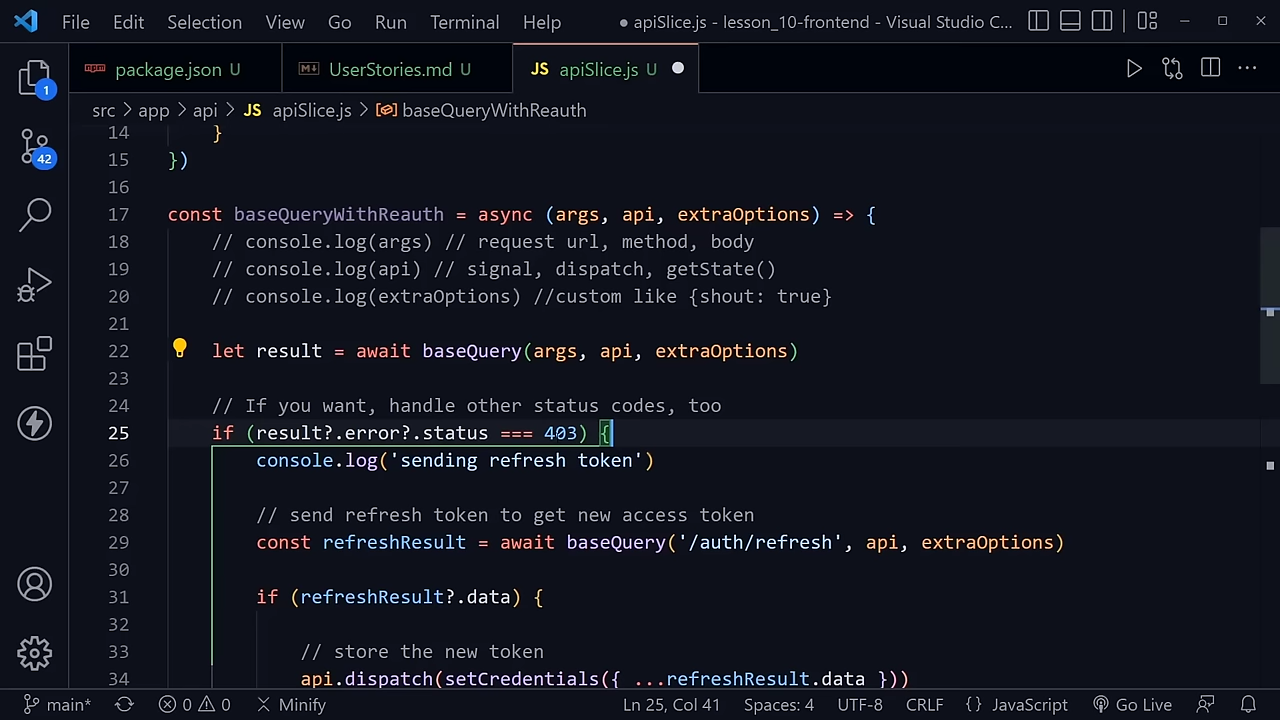 File Edit Selection View Go Run Terminal Help ● apiSlice.js - lesson_10-frontend - Visual Studio C...
package.json U UserStories.md U JS apiSlice.js U
src > app > api > JS apiSlice.js > baseQueryWithReauth
1
42
14 }
15 })
16
17 const baseQueryWithReauth = async (args, api, extraOptions) => {
18 // console.log(args) // request url, method, body
19 // console.log(api) // signal, dispatch, getState()
20 // console.log(extraOptions) //custom like {shout: true}
21
22 let result = await baseQuery(args, api, extraOptions)
23
24 // If you want, handle other status codes, too
25 if (result?.error?.status === 403) {
26 console.log('sending refresh token')
27
28 // send refresh token to get new access token
29 const refreshResult = await baseQuery('/auth/refresh', api, extraOptions)
30
31 if (refreshResult?.data) {
32
33 // store the new token
34 api.dispatch(setCredentials({ ...refreshResult.data }))
main* 0 0 Minify Ln 25, Col 41 Spaces: 4 UTF-8 CRLF {} JavaScript Go Live